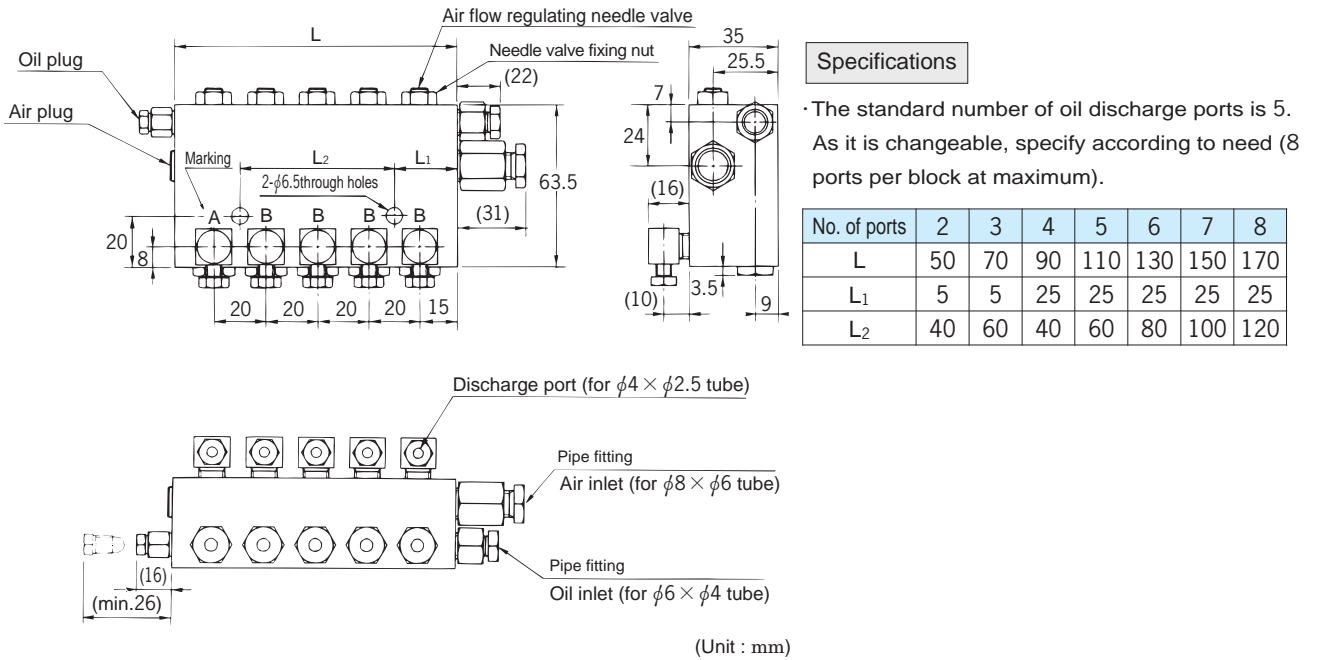 Air flow regulating needle valve
L
Needle valve fixing nut
Oil plug
(22)
Air plug
Marking
L2
L1
2-ϕ6.5through holes
63.5
(31)
A B B B B
20
8
20 20 20 20 15
35
25.5
7
24
(16)
(10)
3.5
9
Specifications
·The standard number of oil discharge ports is 5.
As it is changeable, specify according to need (8
ports per block at maximum).
No. of ports 2 3 4 5 6 7 8
L 50 70 90 110 130 150 170
L1 5 5 25 25 25 25 25
L2 40 60 40 60 80 100 120
Discharge port (for ϕ4×ϕ2.5 tube)
Pipe fitting
Air inlet (for ϕ8×ϕ6 tube)
Pipe fitting
Oil inlet (for ϕ6×ϕ4 tube)
(16)
(min.26)
(Unit : mm)